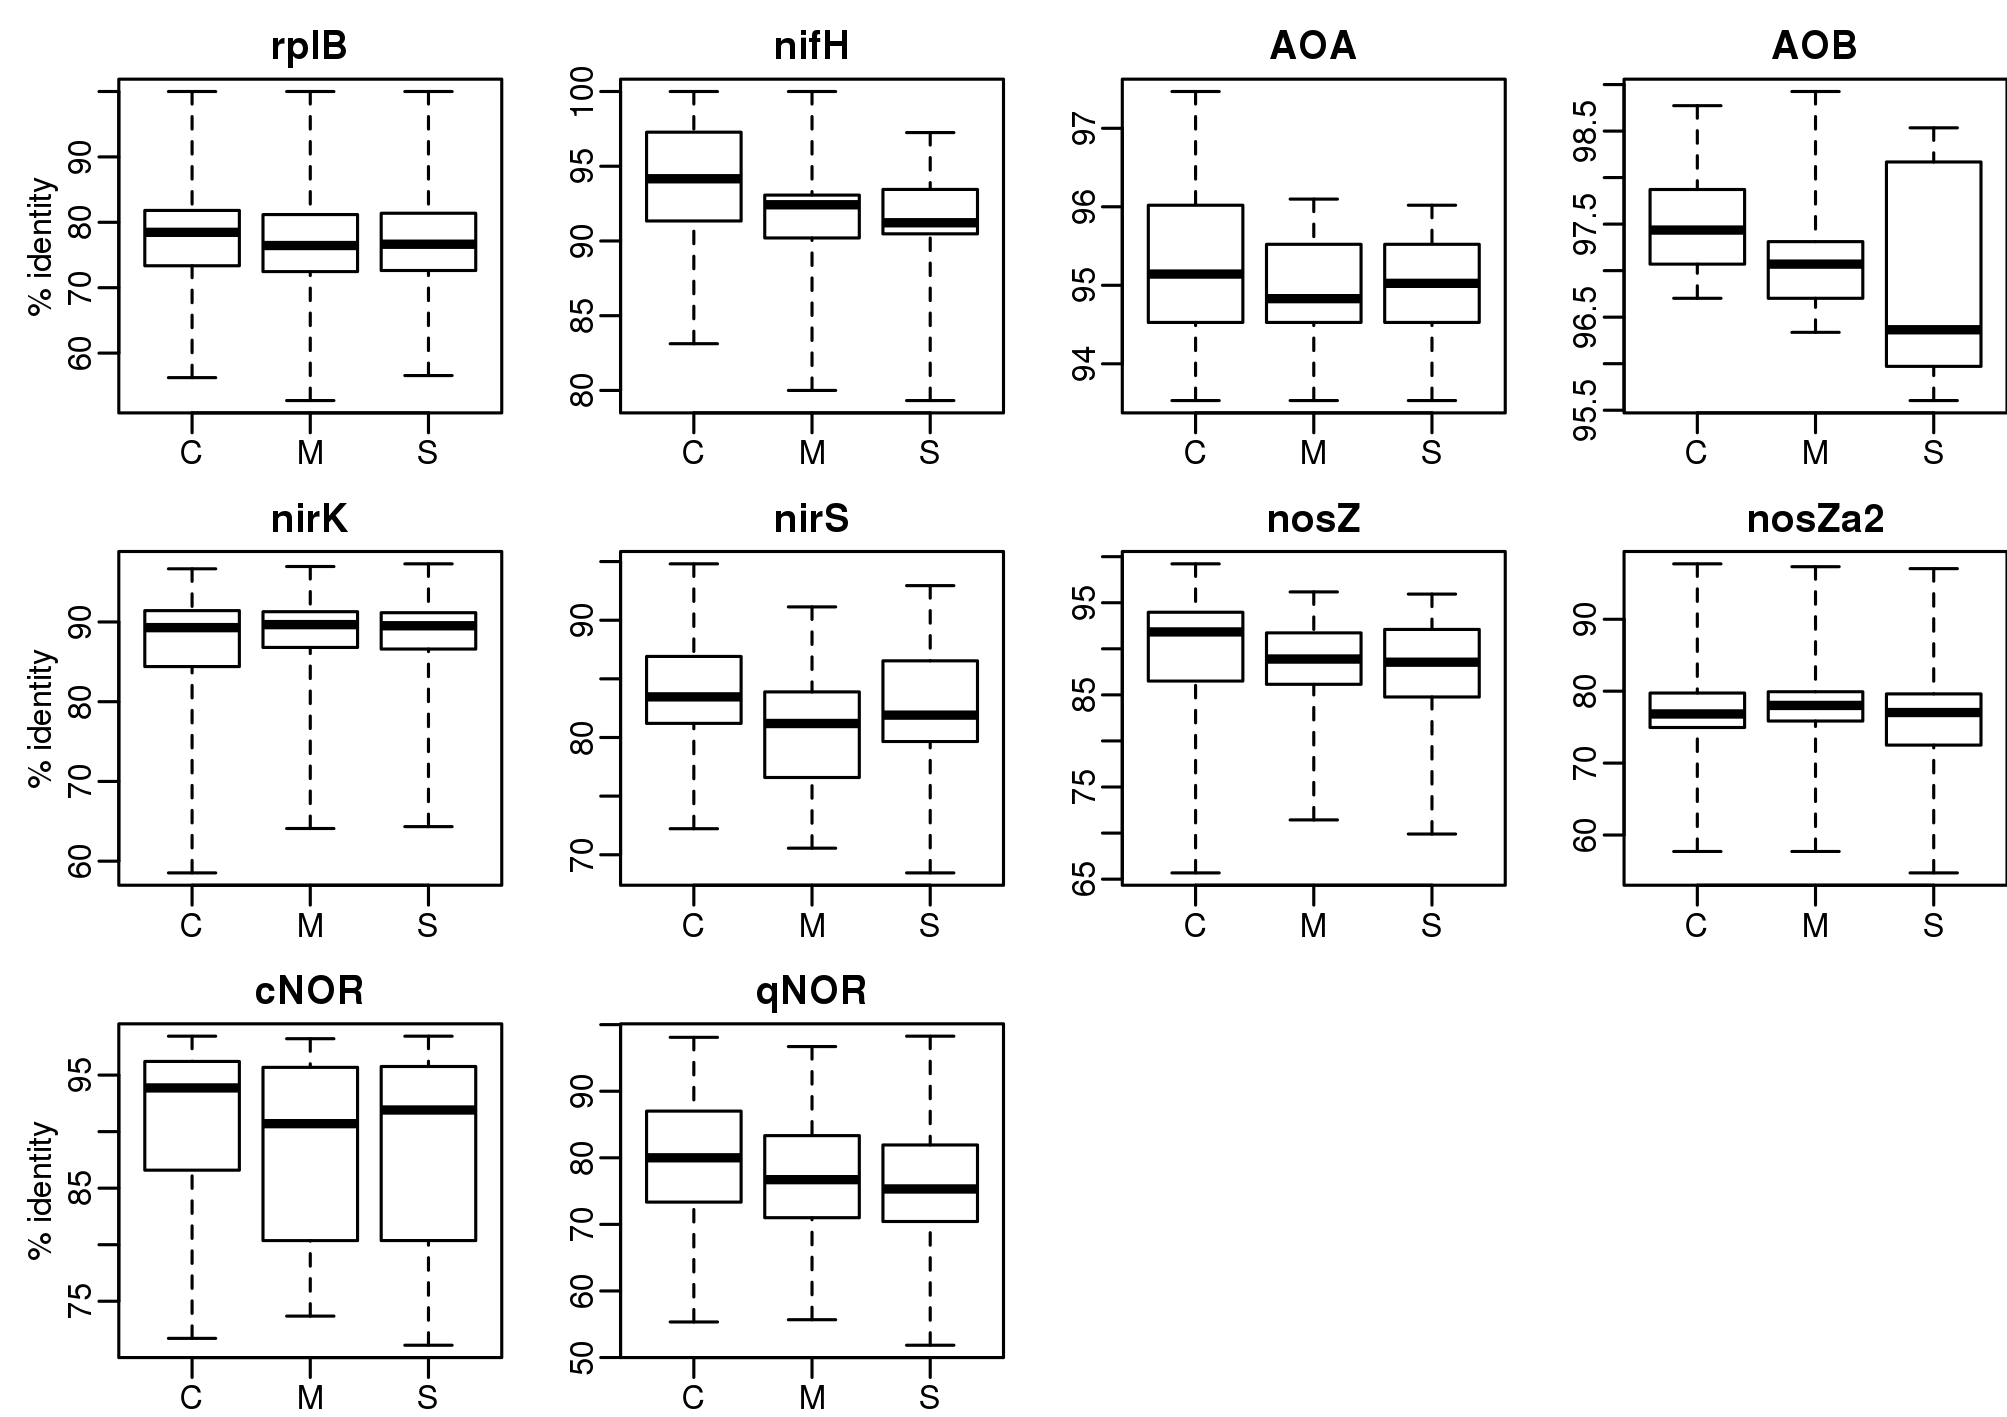 rplB nifH AOA AOB
% identity
60 70 80 90
80 85 90 95 100
94 95 96 97
95.5 96.5 97.5 98.5
C M S C M S C M S C M S
nirK nirS nosZ nosZa2
% identity
60 70 80 90
70 80 90
65 75 85 95
60 70 80 90
C M S C M S C M S C M S
cNOR qNOR
% identity
75 85 95
50 60 70 80 90
C M S C M S